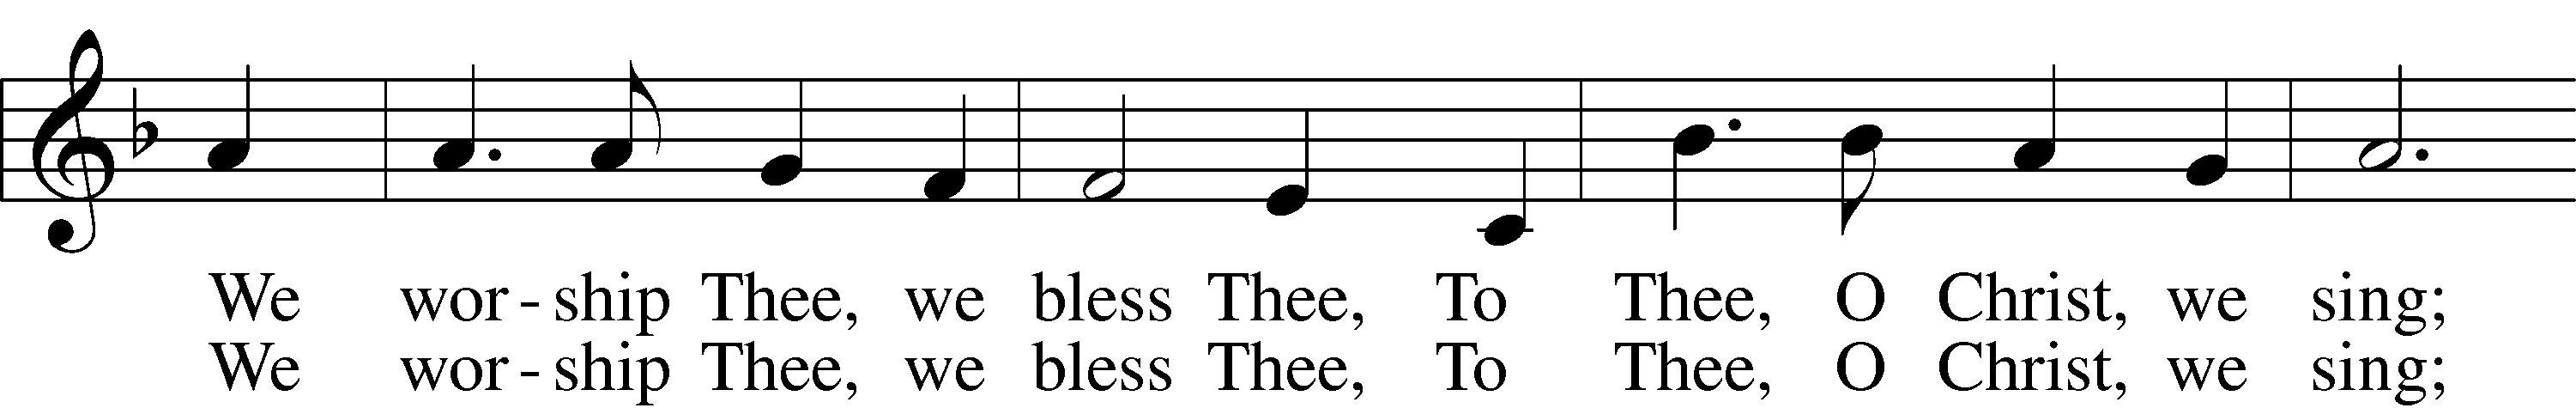 We wor - ship Thee, we bless Thee, To Thee, O Christ, we sing;
We wor - ship Thee, we bless Thee, To Thee, O Christ, we sing;